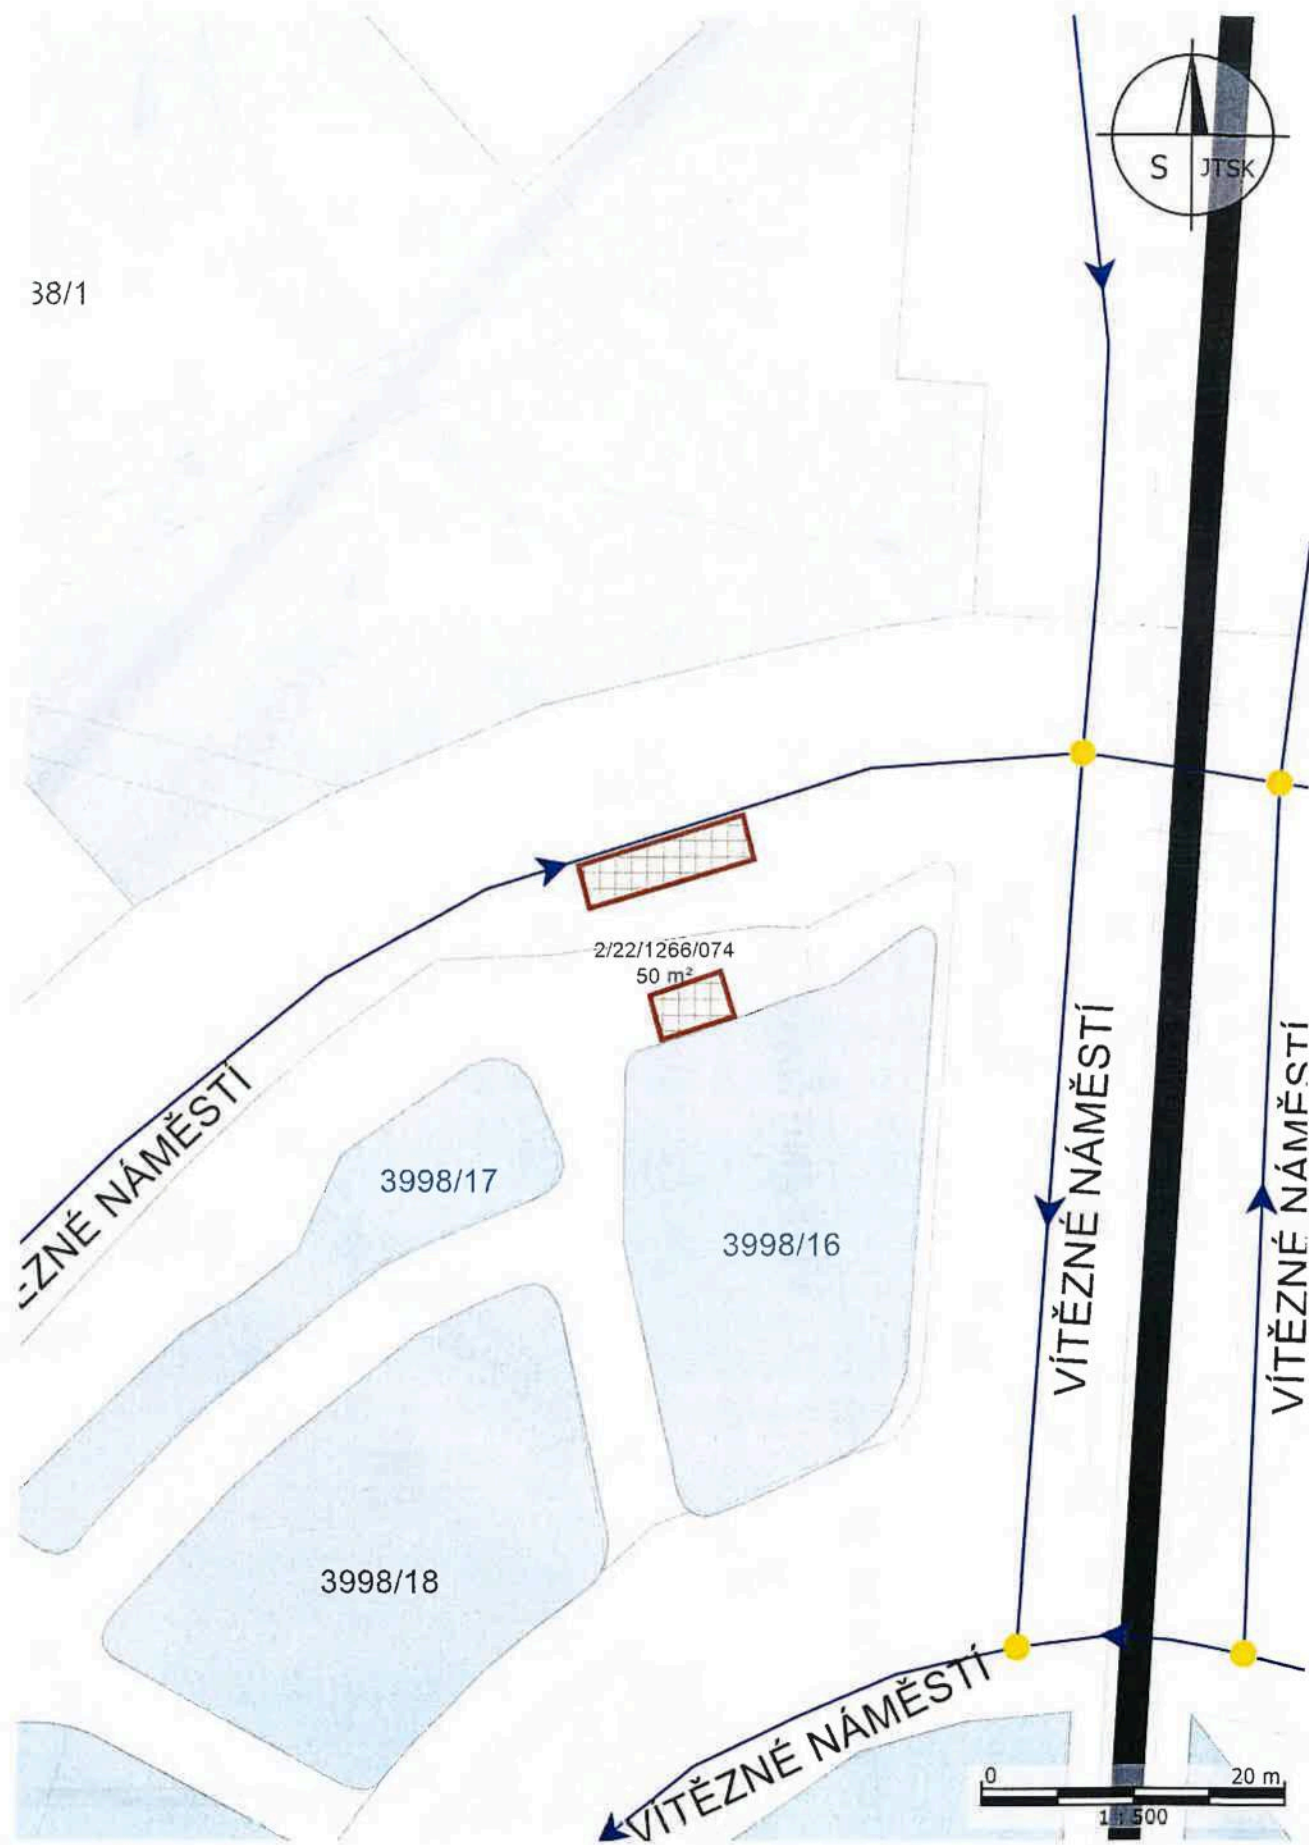 S JTSK
38/1
2/22/1266/074
50 m²
ĚZNÉ NÁMĚSTÍ
3998/17
3998/16
VÍTĚZNÉ NÁMĚSTÍ
VÍTĚZNÉ NÁMĚSTÍ
3998/18
VÍTĚZNÉ NÁMĚSTÍ
0 20 m
1 : 500